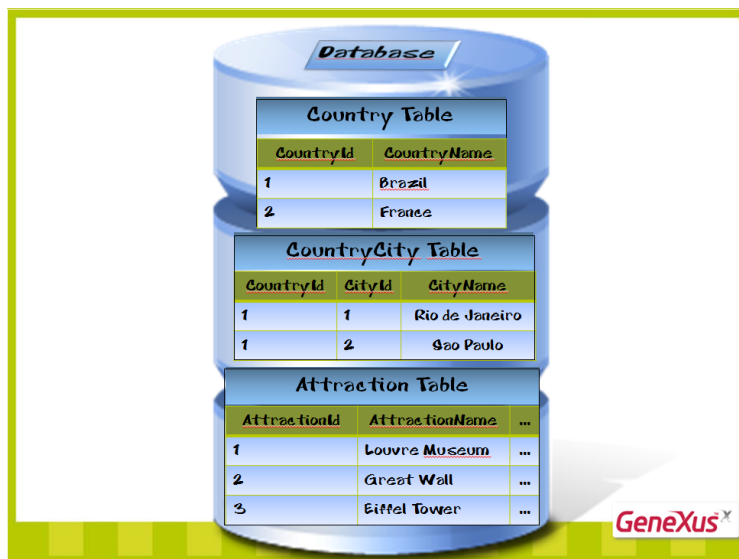 Database
Country Table
CountryId CountryName
1 Brazil
2 France
CountryCity Table
CountryId CityId CityName
1 1 Rio de Janeiro
1 2 Sao Paulo
Attraction Table
AttractionId AttractionName ...
1 Louvre Museum ...
2 Great Wall ...
3 Eiffel Tower ...
GeneXus X